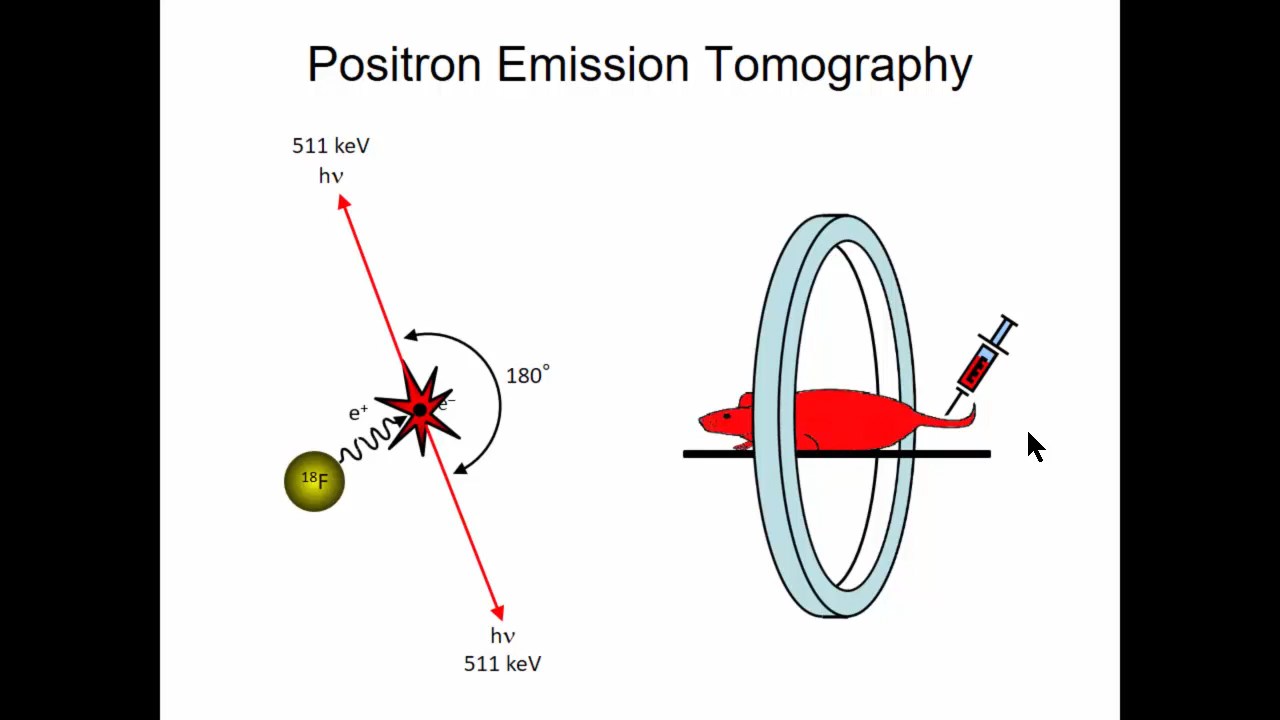 Positron Emission Tomography
511 keV
hν
180°
e⁺
e⁻
¹⁸F
hν
511 keV